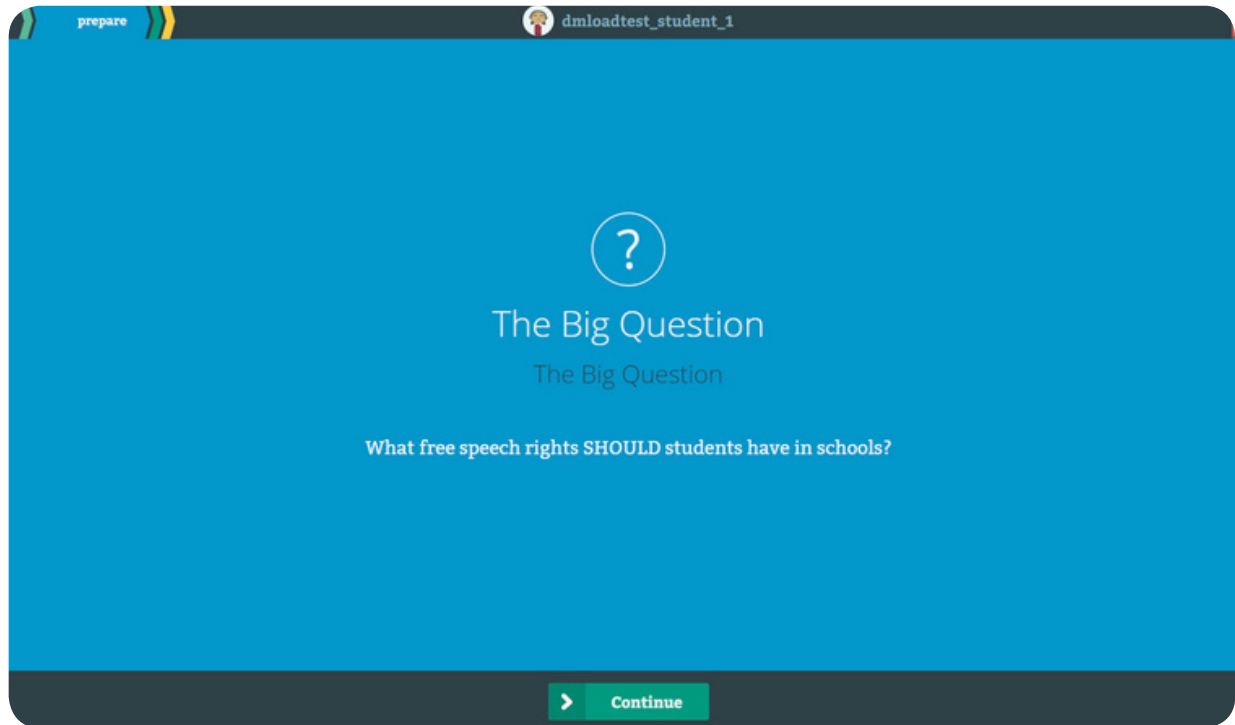 prepare
dmloadtest_student_1
?
The Big Question
The Big Question
What free speech rights SHOULD students have in schools?
Continue